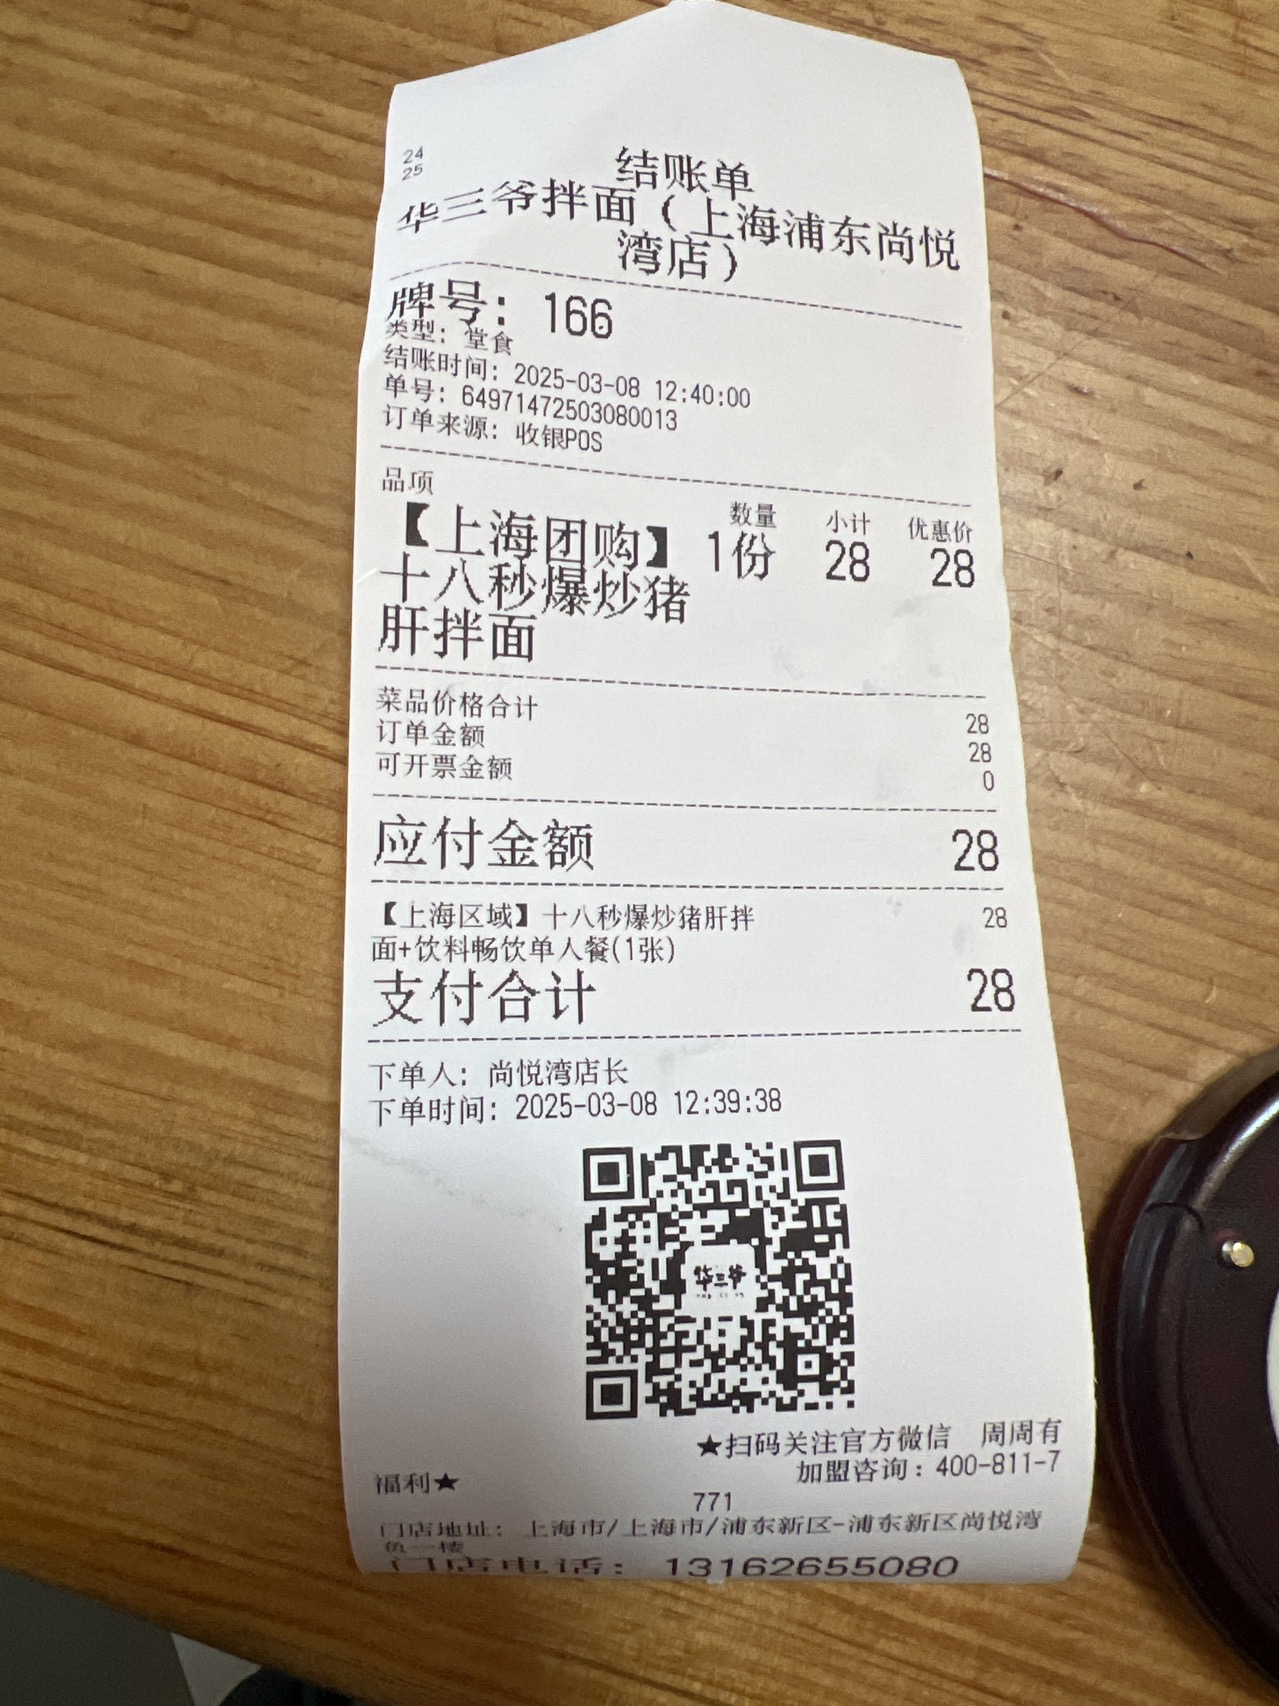 24
25
结账单
华三爷拌面（上海浦东尚悦
湾店）
牌号：166
类型：堂食
结账时间：2025-03-08 12:40:00
单号：64971472503080013
订单来源：收银POS
品项 数量 小计 优惠价
【上海团购】 1份 28 28
十八秒爆炒猪
肝拌面
菜品价格合计 28
订单金额 28
可开票金额 0
应付金额 28
【上海区域】十八秒爆炒猪肝拌 28
面+饮料畅饮单人餐(1张)
支付合计 28
下单人：尚悦湾店长
下单时间：2025-03-08 12:39:38
华三爷
★扫码关注官方微信 周周有
福利★
加盟咨询：400-811-7
771
门店地址：上海市/上海市/浦东新区-浦东新区尚悦湾
负一楼
门店电话：13162655080